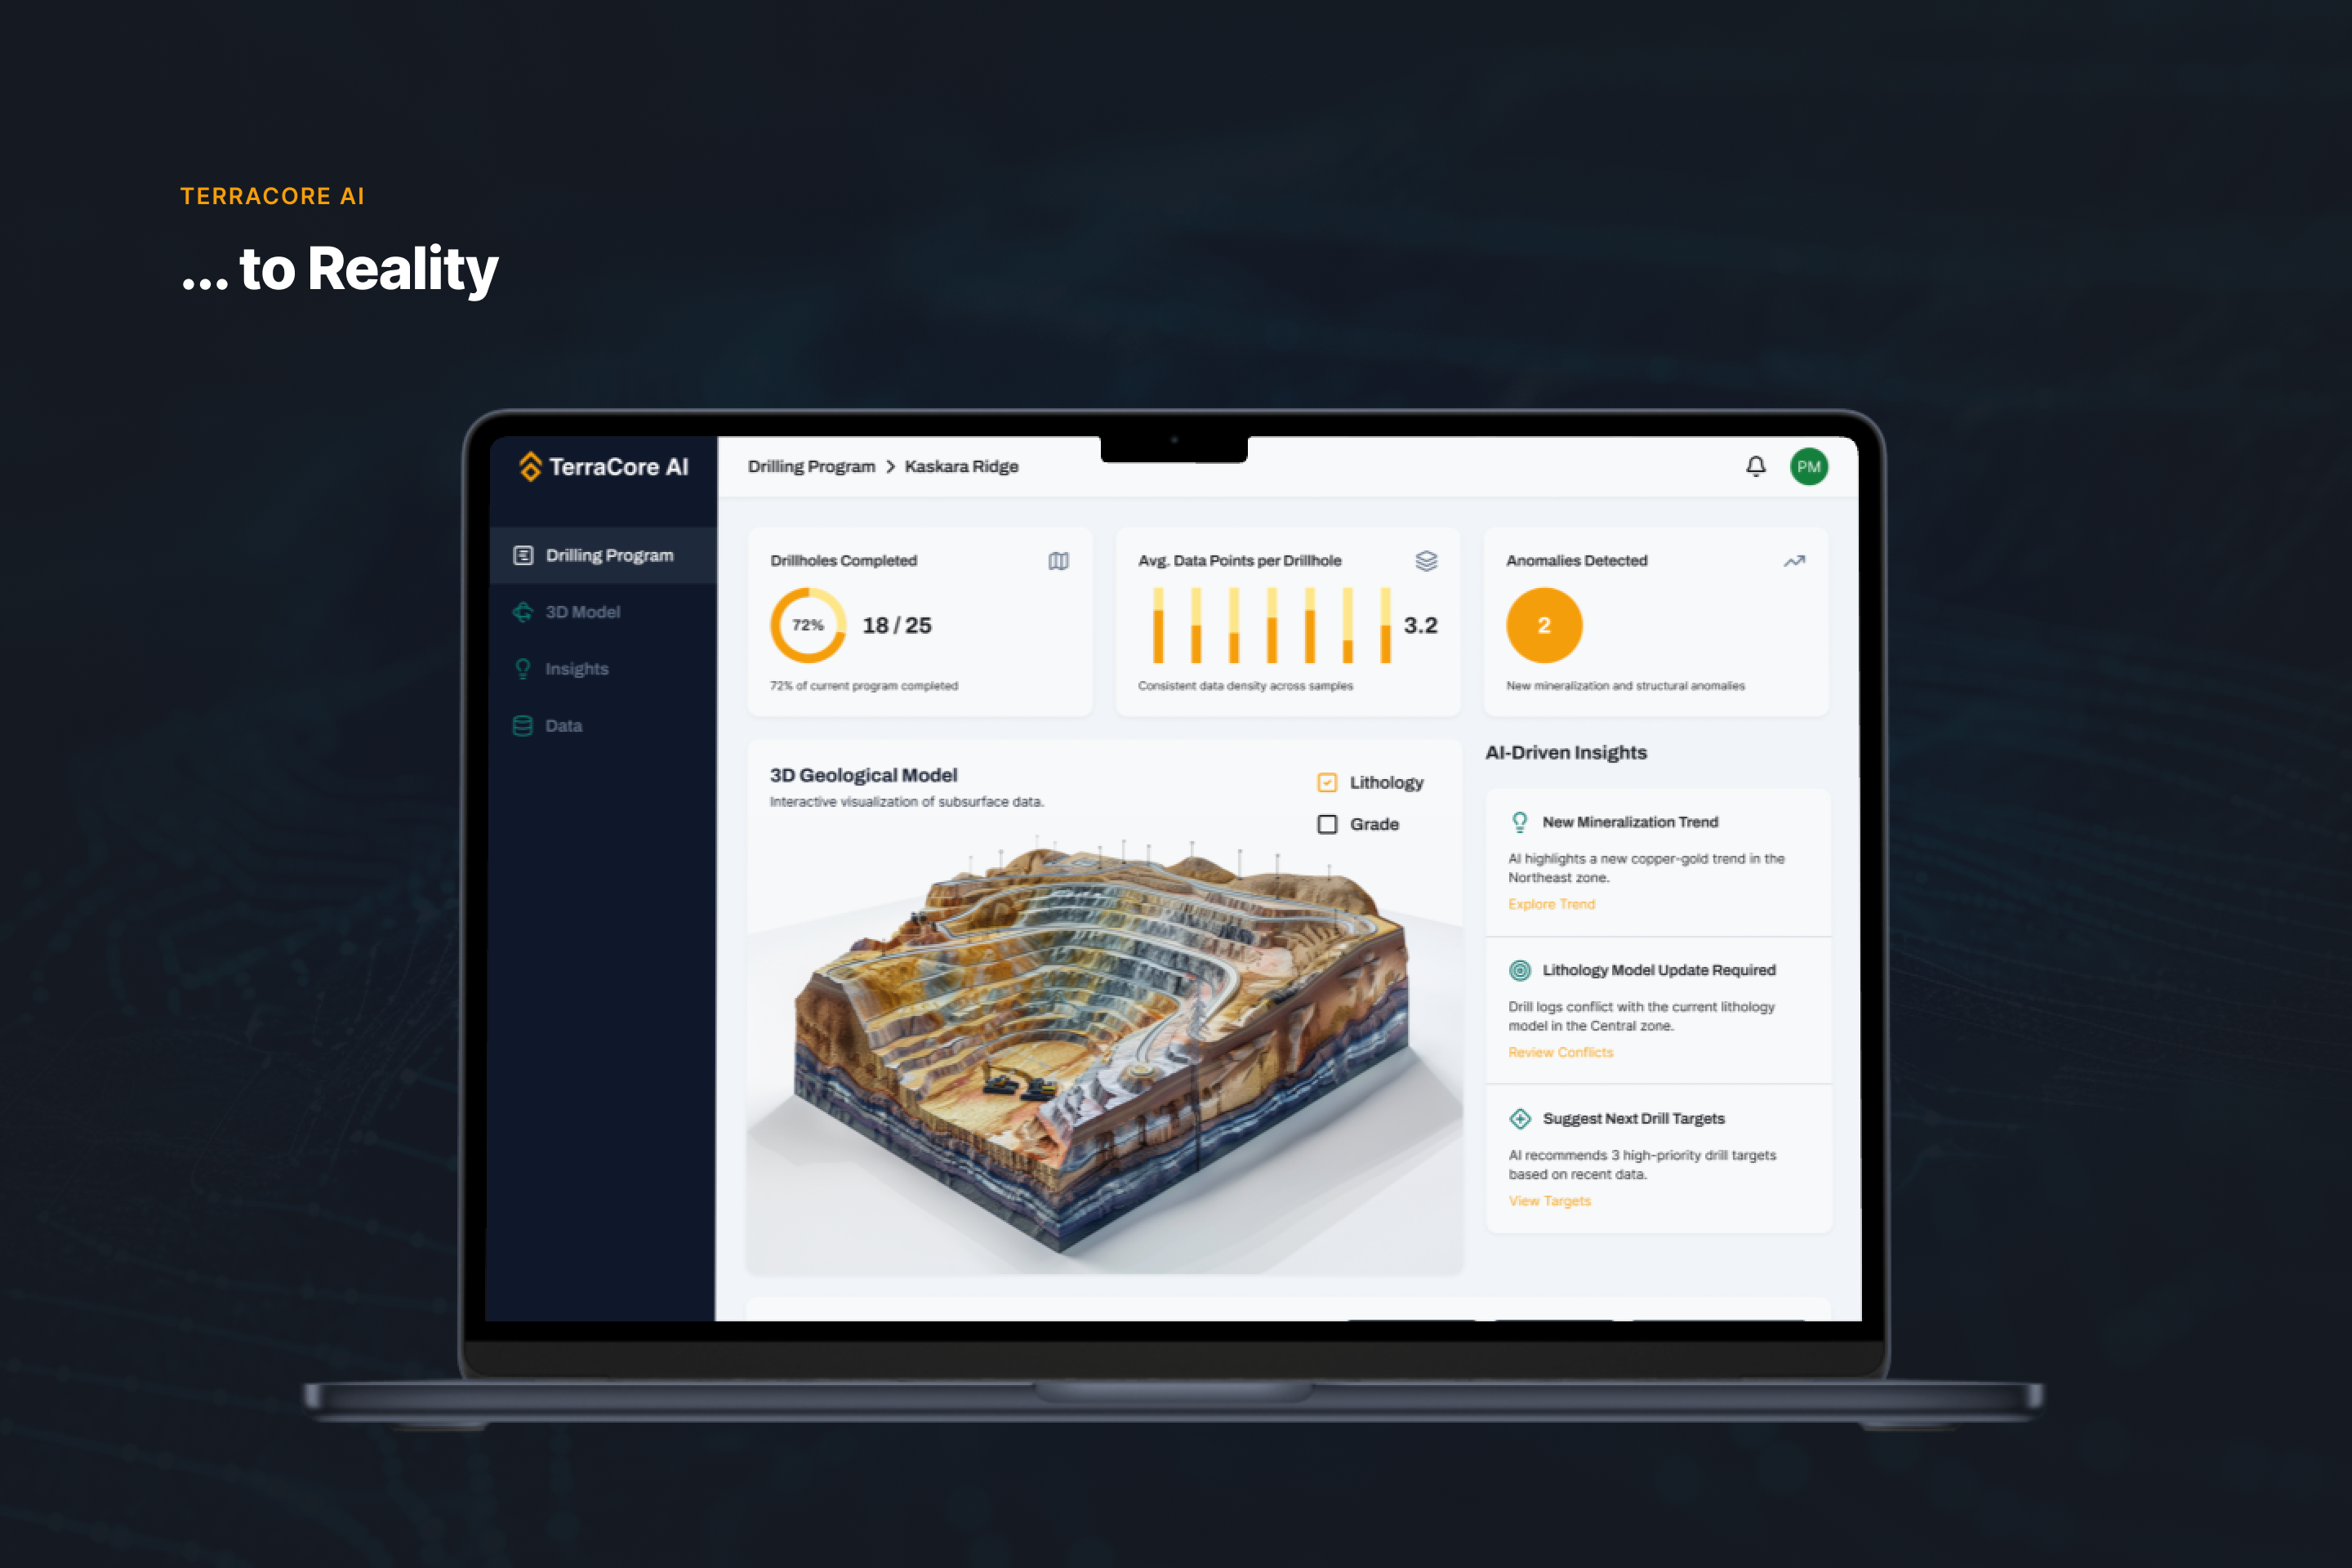 TERRACORE AI
... to Reality
TerraCore AI
Drilling Program > Kaskara Ridge
PM
Drilling Program
3D Model
Insights
Data
Drillholes Completed
72%
18 / 25
72% of current program completed
Avg. Data Points per Drillhole
3.2
Consistent data density across samples
Anomalies Detected
2
New mineralization and structural anomalies
3D Geological Model
Interactive visualization of subsurface data.
Lithology
Grade
AI-Driven Insights
New Mineralization Trend
AI highlights a new copper-gold trend in the
Northeast zone.
Explore Trend
Lithology Model Update Required
Drill logs conflict with the current lithology
model in the Central zone.
Review Conflicts
Suggest Next Drill Targets
AI recommends 3 high-priority drill targets
based on recent data.
View Targets